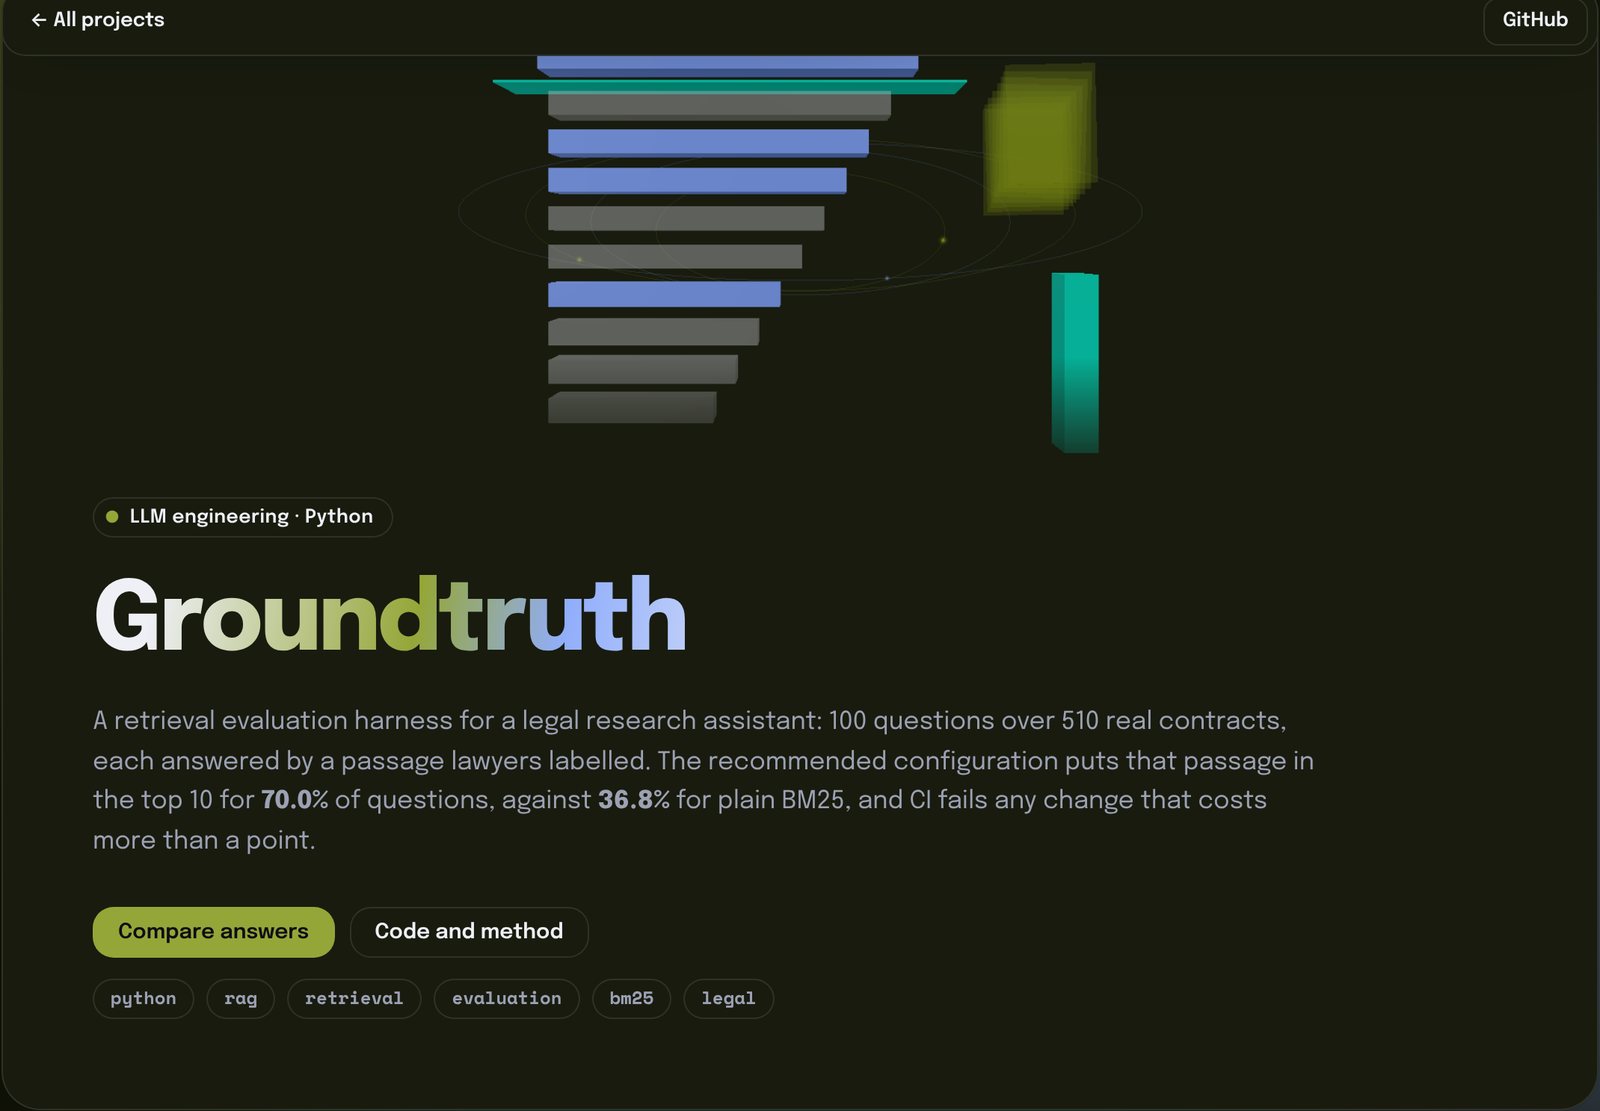 ← All projects
GitHub
LLM engineering · Python
Groundtruth
A retrieval evaluation harness for a legal research assistant: 100 questions over 510 real contracts,
each answered by a passage lawyers labelled. The recommended configuration puts that passage in
the top 10 for 70.0% of questions, against 36.8% for plain BM25, and CI fails any change that costs
more than a point.
Compare answers
Code and method
python
rag
retrieval
evaluation
bm25
legal